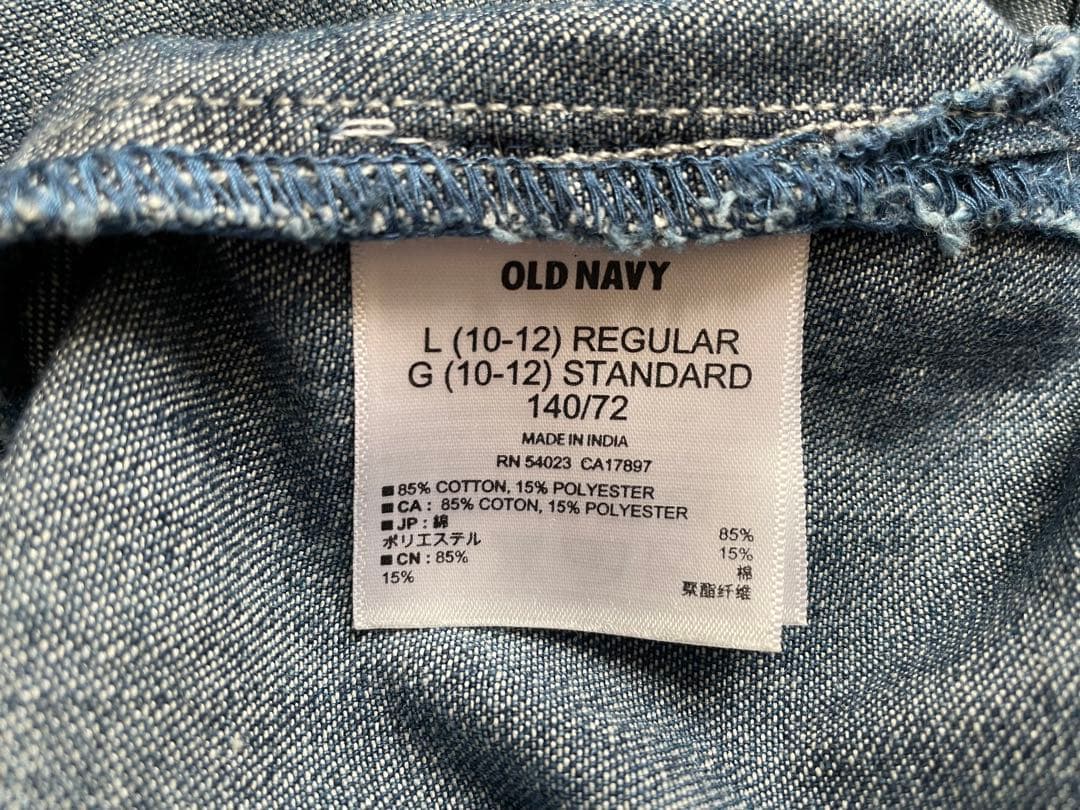 OLD NAVY
L (10-12) REGULAR
G (10-12) STANDARD
140/72
MADE IN INDIA
RN 54023 CA17897
■ 85% COTTON, 15% POLYESTER
■ CA : 85% COTON, 15% POLYESTER
■ JP : 綿 85%
ポリエステル 15%
■ CN : 85% 棉
15% 聚酯纤维